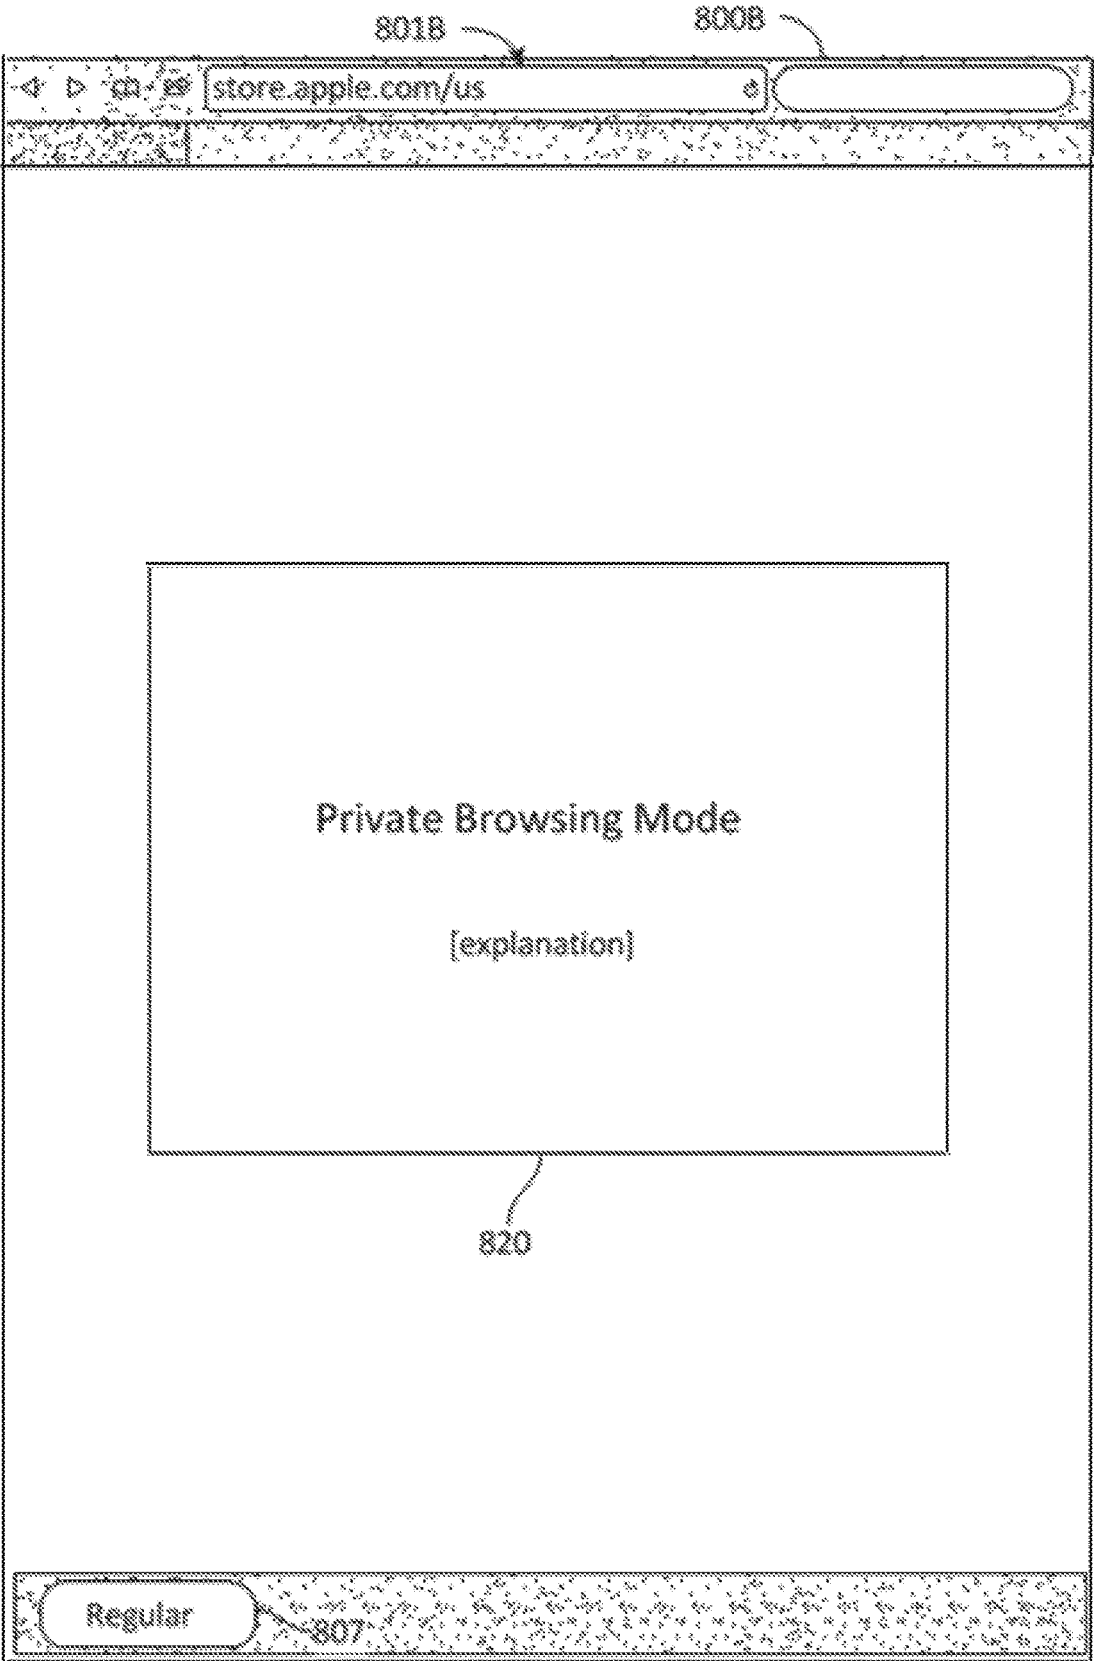 801B
800B
store.apple.com/us
Private Browsing Mode
[explanation]
820
Regular
807